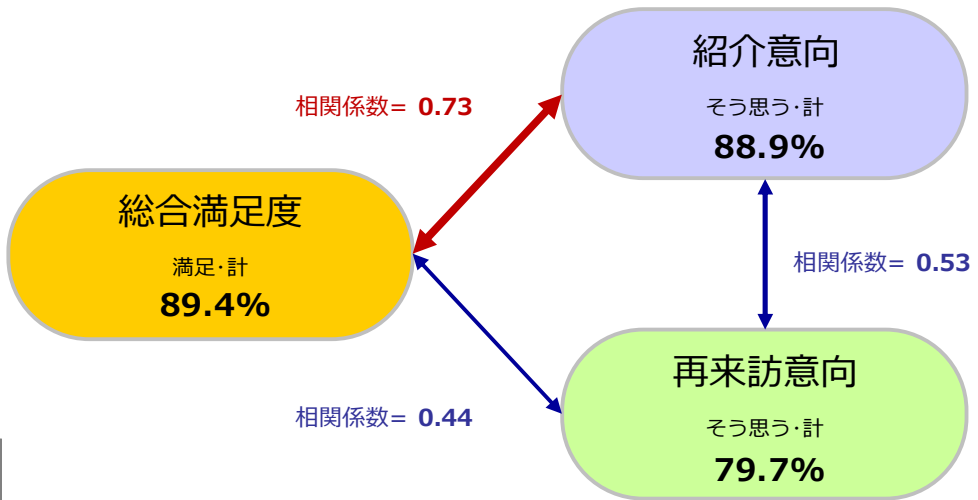 紹介意向
そう思う・計
88.9%
相関係数= 0.73
総合満足度
満足・計
89.4%
相関係数= 0.53
再来訪意向
そう思う・計
79.7%
相関係数= 0.44